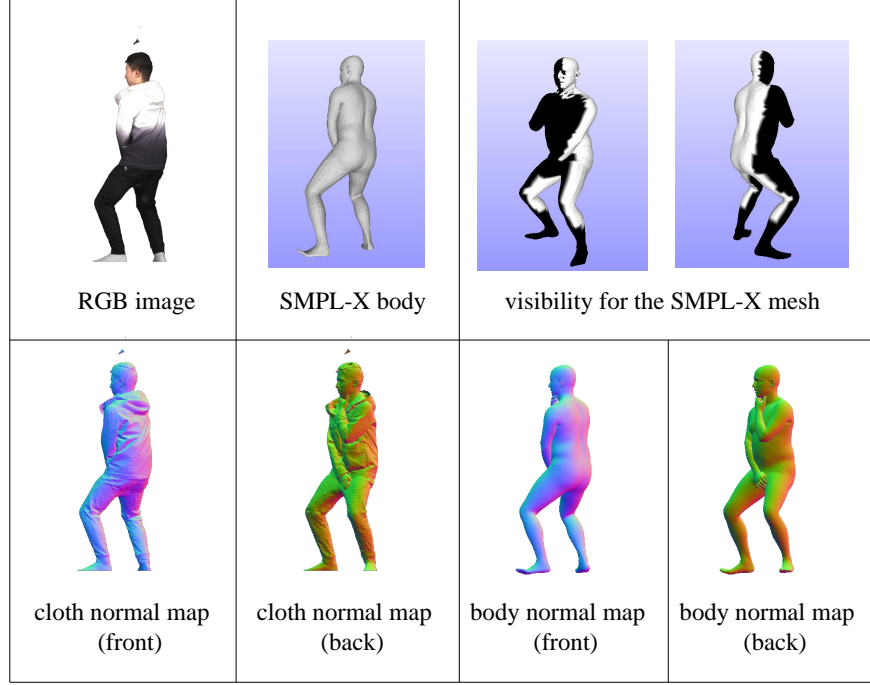 RGB image
SMPL-X body
visibility for the SMPL-X mesh
cloth normal map
(front)
cloth normal map
(back)
body normal map
(front)
body normal map
(back)